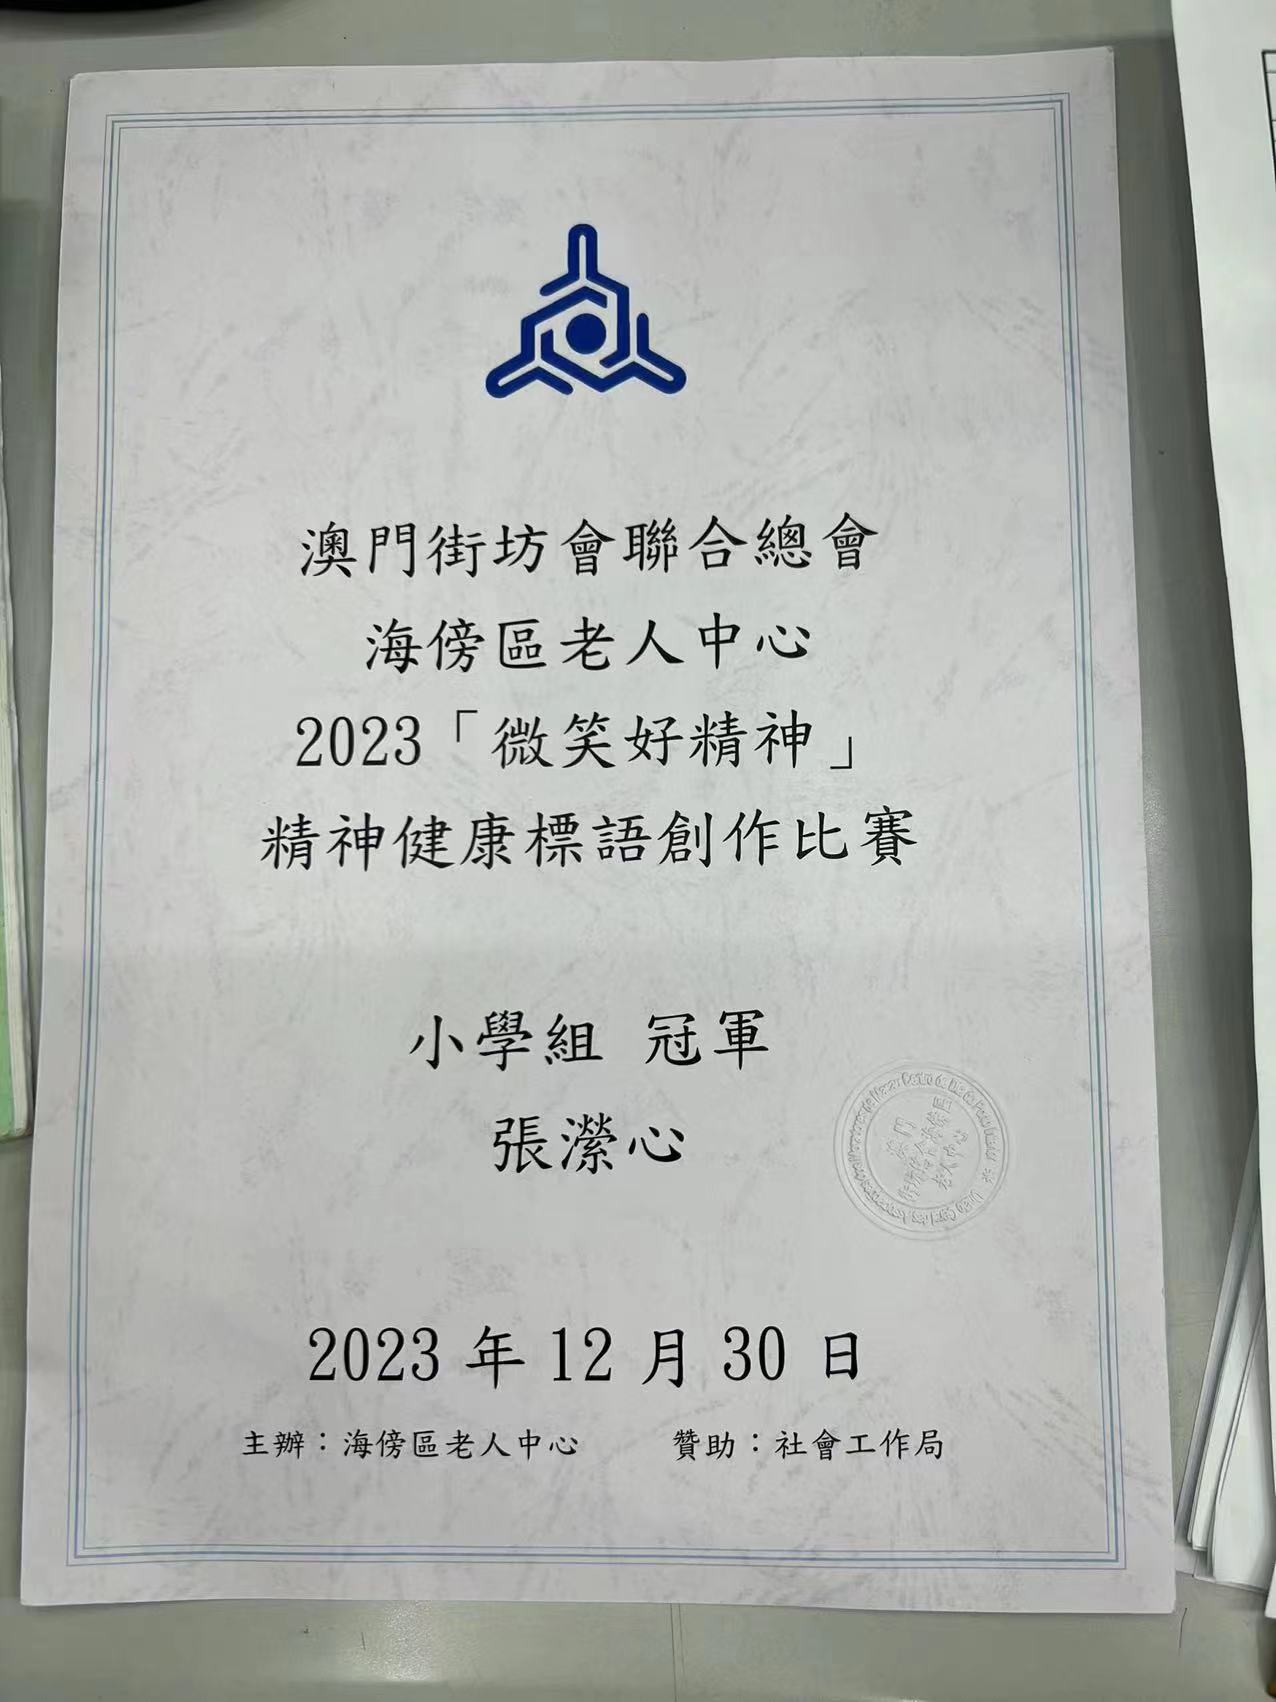 澳門街坊會聯合總會
海傍區老人中心
2023「微笑好精神」
精神健康標語創作比賽
小學組 冠軍
張瀠心
2023 年 12 月 30 日
主辦：海傍區老人中心 贊助：社會工作局